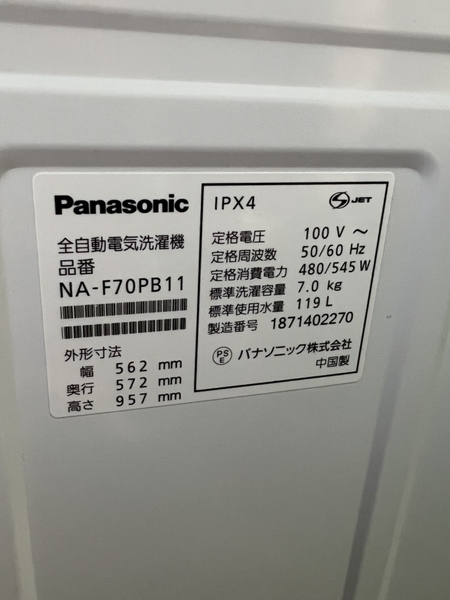 Panasonic
全自動電気洗濯機
品番
NA-F70PB11
外形寸法
幅 562 mm
奥行 572 mm
高さ 957 mm
IPX4
S JET
定格電圧 100 V ~
定格周波数 50/60 Hz
定格消費電力 480/545 W
標準洗濯容量 7.0 kg
標準使用水量 119 L
製造番号 1871402270
PS E パナソニック株式会社
中国製